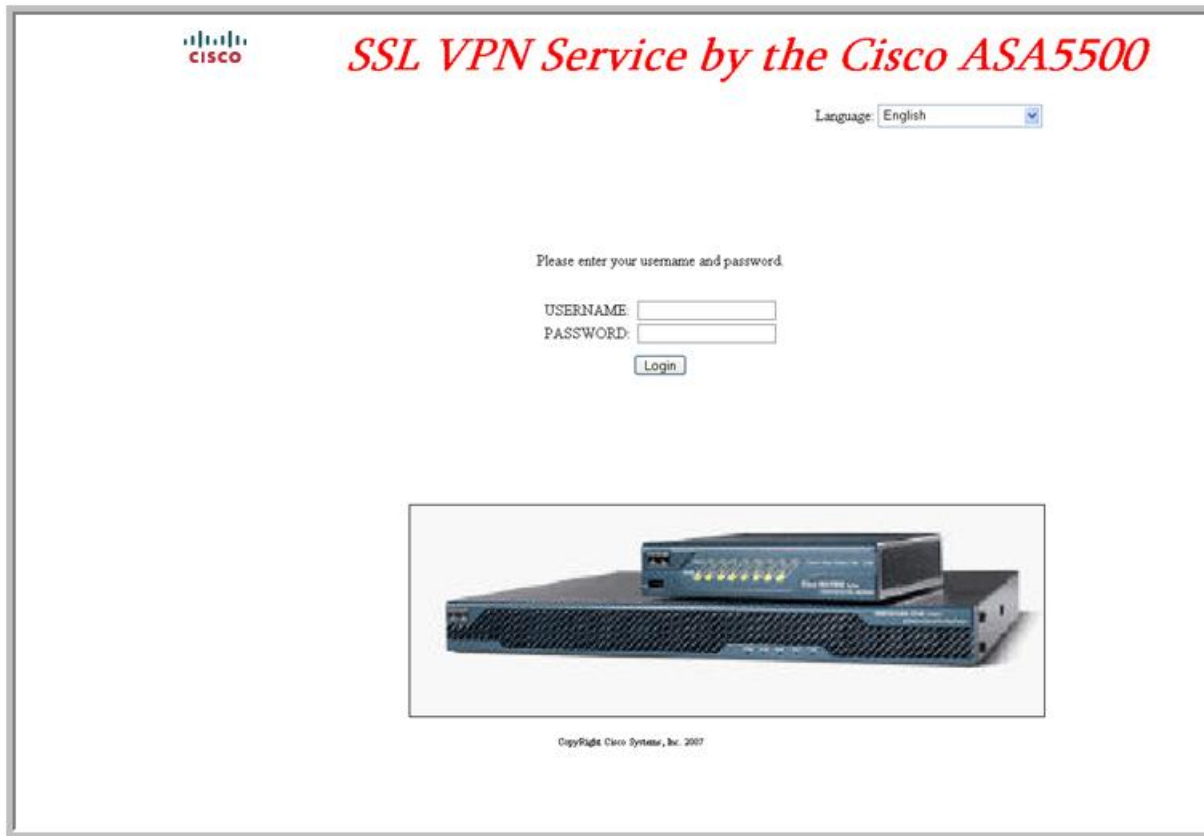 CISCO
SSL VPN Service by the Cisco ASA5500
Language: English
Please enter your username and password.
USERNAME:
PASSWORD:
Login
CopyRight Cisco Systems, Inc. 2007